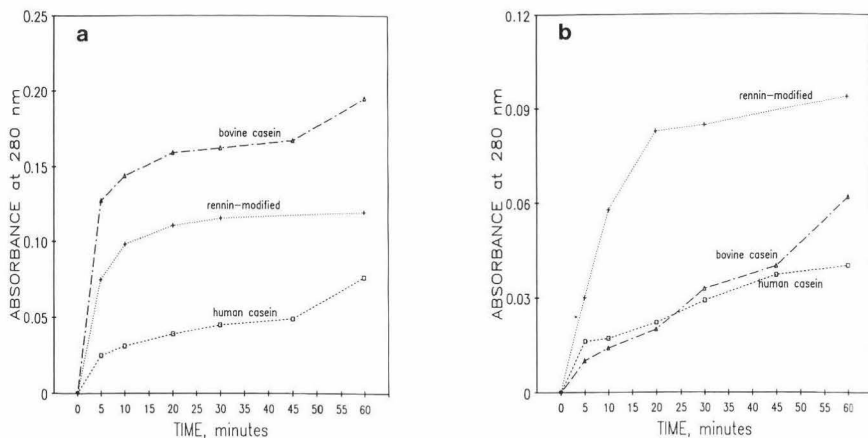 a
ABSORBANCE at 280 nm
0.25
0.20
0.15
0.10
0.05
0
bovine casein
rennin-modified
human casein
0 5 10 15 20 25 30 35 40 45 50 55 60
TIME, minutes
b
ABSORBANCE at 280 nm
0.12
0.09
0.06
0.03
0
rennin-modified
bovine casein
human casein
0 5 10 15 20 25 30 35 40 45 50 55 60
TIME, minutes